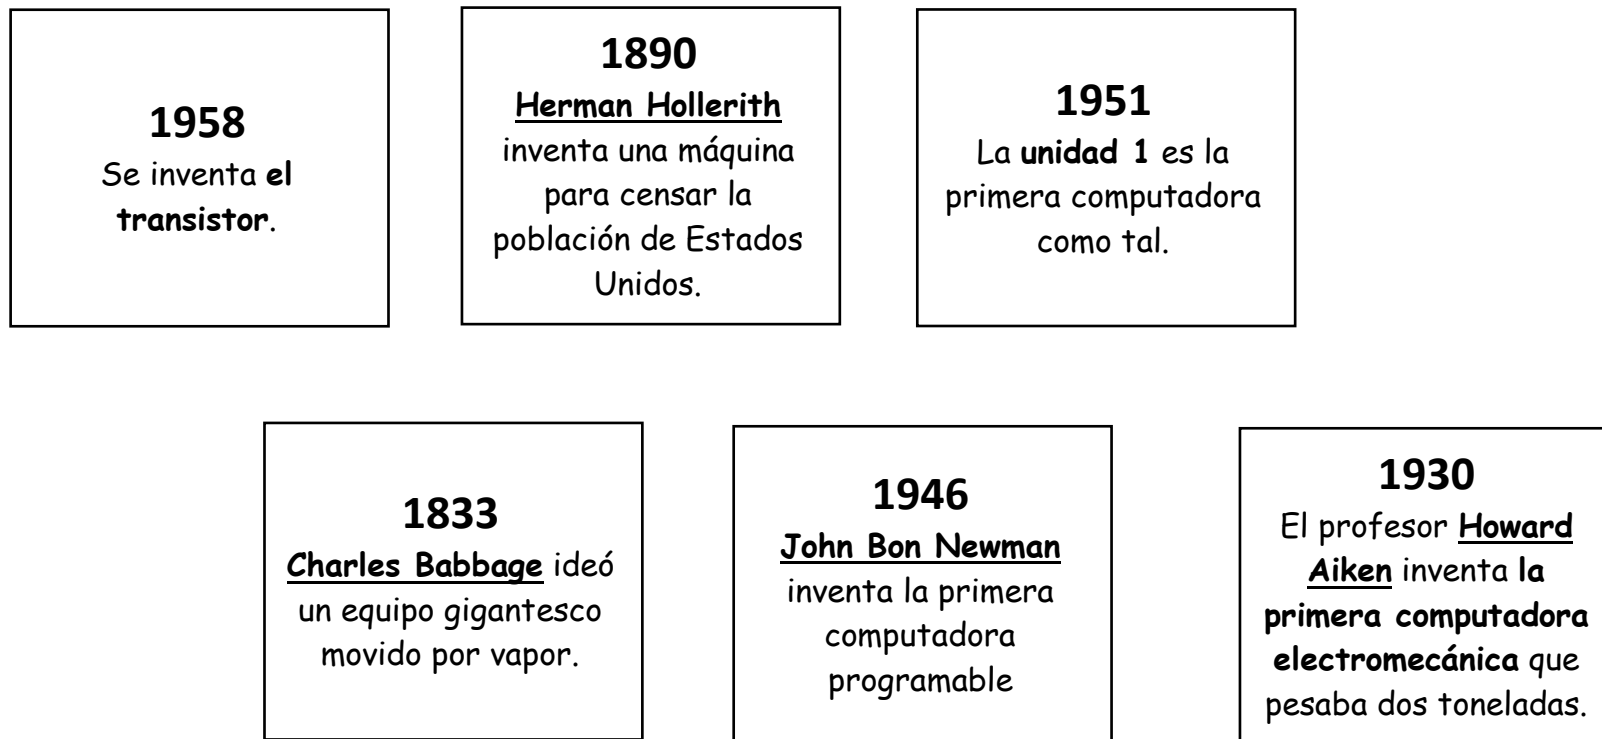 1958
Se inventa el
transistor.
1890
Herman Hollerith
inventa una máquina
para censar la
población de Estados
Unidos.
1951
La unidad 1 es la
primera computadora
como tal.
1833
Charles Babbage ideó
un equipo gigantesco
movido por vapor.
1946
John Bon Newman
inventa la primera
computadora
programable
1930
El profesor Howard
Aiken inventa la
primera computadora
electromecánica que
pesaba dos toneladas.